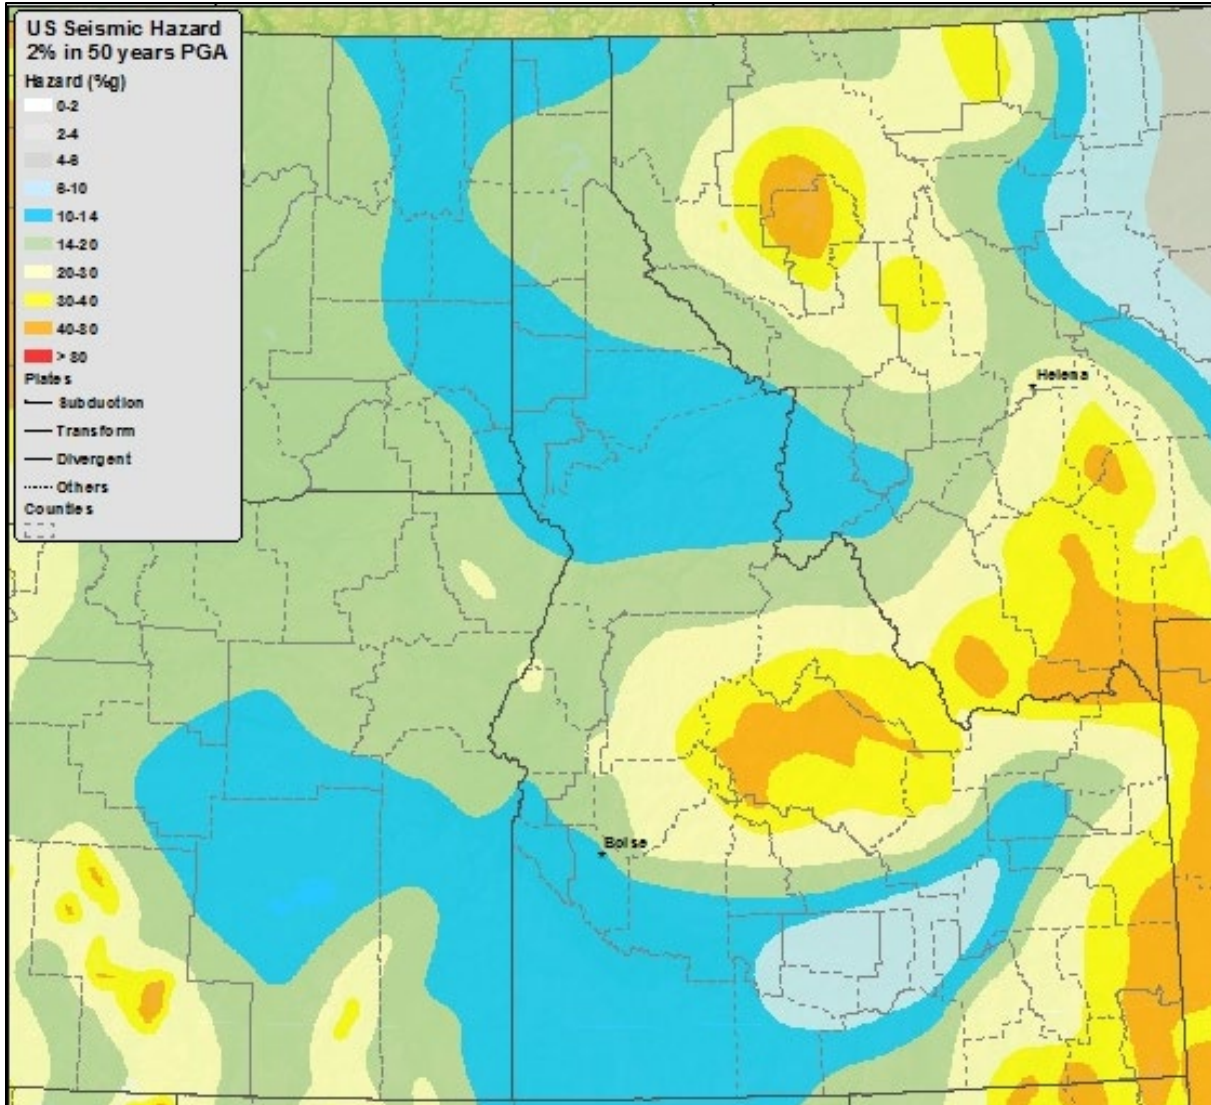 US Seismic Hazard
2% in 50 years PGA
Hazard (%g)
0-2
2-4
4-6
6-10
10-14
14-20
20-30
30-40
40-80
> 80
Plates
Subduction
Transform
Divergent
Others
Counties
Helena
Boise